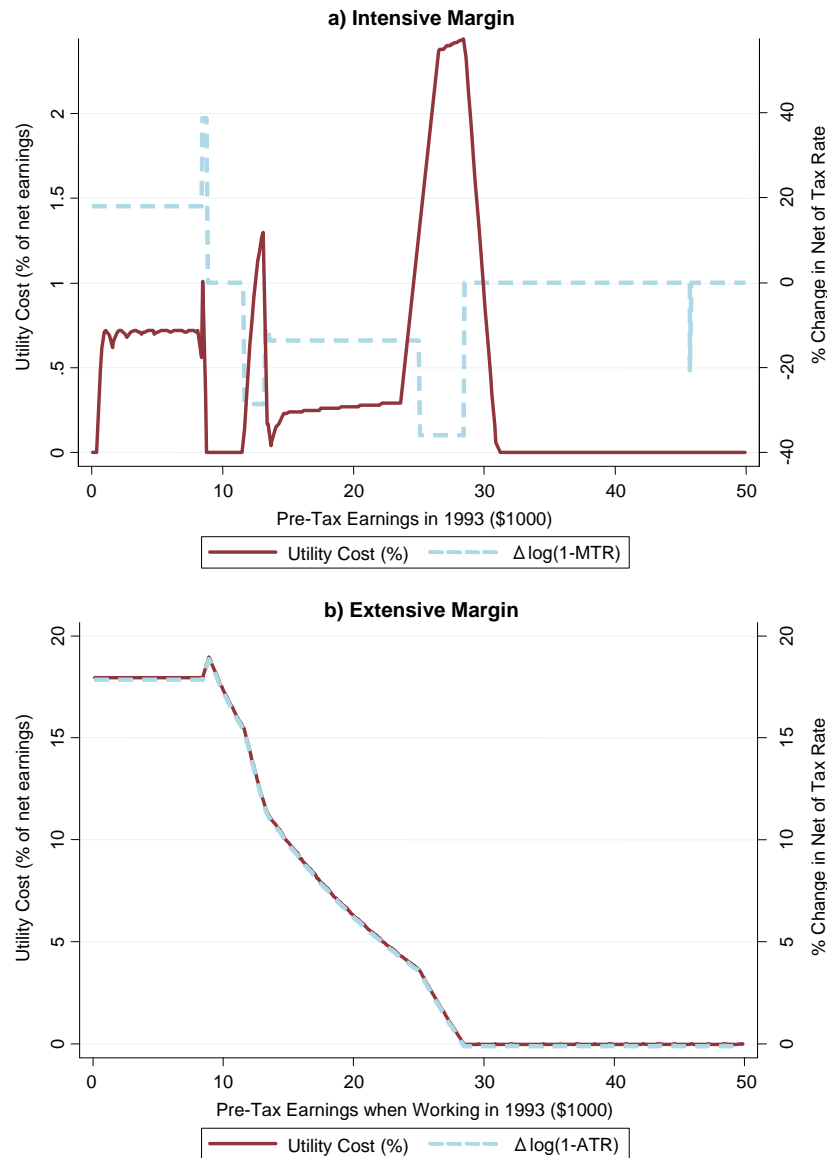 a) Intensive Margin
Utility Cost (% of net earnings)
0
.5
1
1.5
2
% Change in Net of Tax Rate
-40
-20
0
20
40
0
10
20
30
40
50
Pre-Tax Earnings in 1993 ($1000)
Utility Cost (%)
Δ log(1-MTR)
b) Extensive Margin
Utility Cost (% of net earnings)
0
5
10
15
20
% Change in Net of Tax Rate
0
5
10
15
20
0
10
20
30
40
50
Pre-Tax Earnings when Working in 1993 ($1000)
Utility Cost (%)
Δ log(1-ATR)